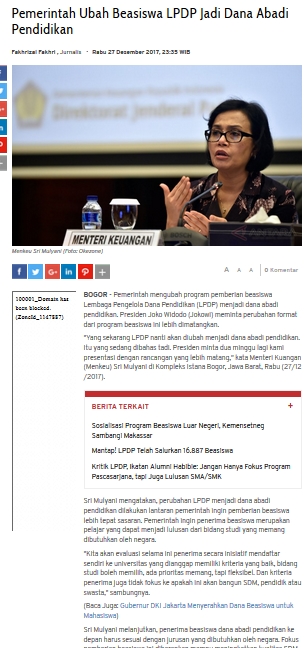 Pemerintah Ubah Beasiswa LPDP Jadi Dana Abadi
Pendidikan
Fakhrizal Fakhri , Jurnalis · Rabu 27 Desember 2017, 23:35 WIB
MENTERI KEUANGAN
Menkeu Sri Mulyani (Foto: Okezone)
A A A | 0 Komentar
100001_Domain has
been blocked.
(ZoneId_1147887)
BOGOR - Pemerintah mengubah program pemberian beasiswa
Lembaga Pengelola Dana Pendidikan (LPDP) menjadi dana abadi
pendidikan. Presiden Joko Widodo (Jokowi) meminta perubahan format
dari program beasiswa ini lebih dimatangkan.
"Yang sekarang LPDP nanti akan diubah menjadi dana abadi pendidikan.
Itu yang sedang dibahas tadi. Presiden minta dua minggu lagi kami
presentasi dengan rancangan yang lebih matang," kata Menteri Keuangan
(Menkeu) Sri Mulyani di Kompleks Istana Bogor, Jawa Barat, Rabu (27/12
/2017).
BERITA TERKAIT +
Sosialisasi Program Beasiswa Luar Negeri, Kemensetneg
Sambangi Makassar
Mantap! LPDP Telah Salurkan 16.887 Beasiswa
Kritik LPDP, Ikatan Alumni Habibie: Jangan Hanya Fokus Program
Pascasarjana, tapi Juga Lulusan SMA/SMK
Sri Mulyani mengatakan, perubahan LPDP menjadi dana abadi
pendidikan dilakukan lantaran pemerintah ingin pemberian beasiswa
lebih tepat sasaran. Pemerintah ingin penerima beasiswa merupakan
pelajar yang dapat menjadi lulusan dari bidang studi yang memang
dibutuhkan oleh negara.
"Kita akan evaluasi selama ini penerima secara inisiatif mendaftar
sendiri ke universitas yang dianggap memiliki kriteria yang baik, bidang
studi boleh memilih, ada prioritas memang, tapi fleksibel. Dan kriteria
penerima juga tidak fokus ke apakah ini akan bangun SDM, pendidik atau
swasta," sambungnya.
(Baca Juga: Gubernur DKI Jakarta Menyerahkan Dana Beasiswa untuk
Mahasiswa)
Sri Mulyani melanjutkan, penerima beasiswa dana abadi pendidikan ke
depan harus sesuai dengan jurusan yang dibutuhkan oleh negara. Fokus